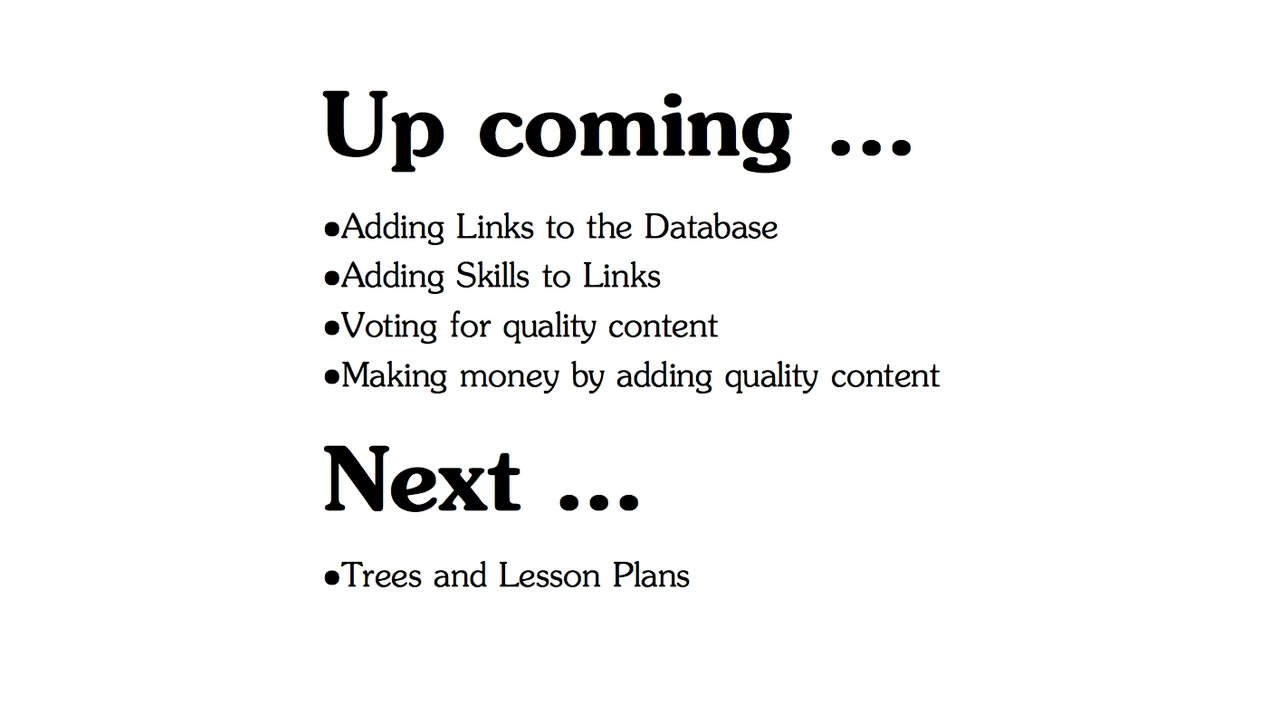 Up coming ...
•Adding Links to the Database
•Adding Skills to Links
•Voting for quality content
•Making money by adding quality content
Next ...
•Trees and Lesson Plans